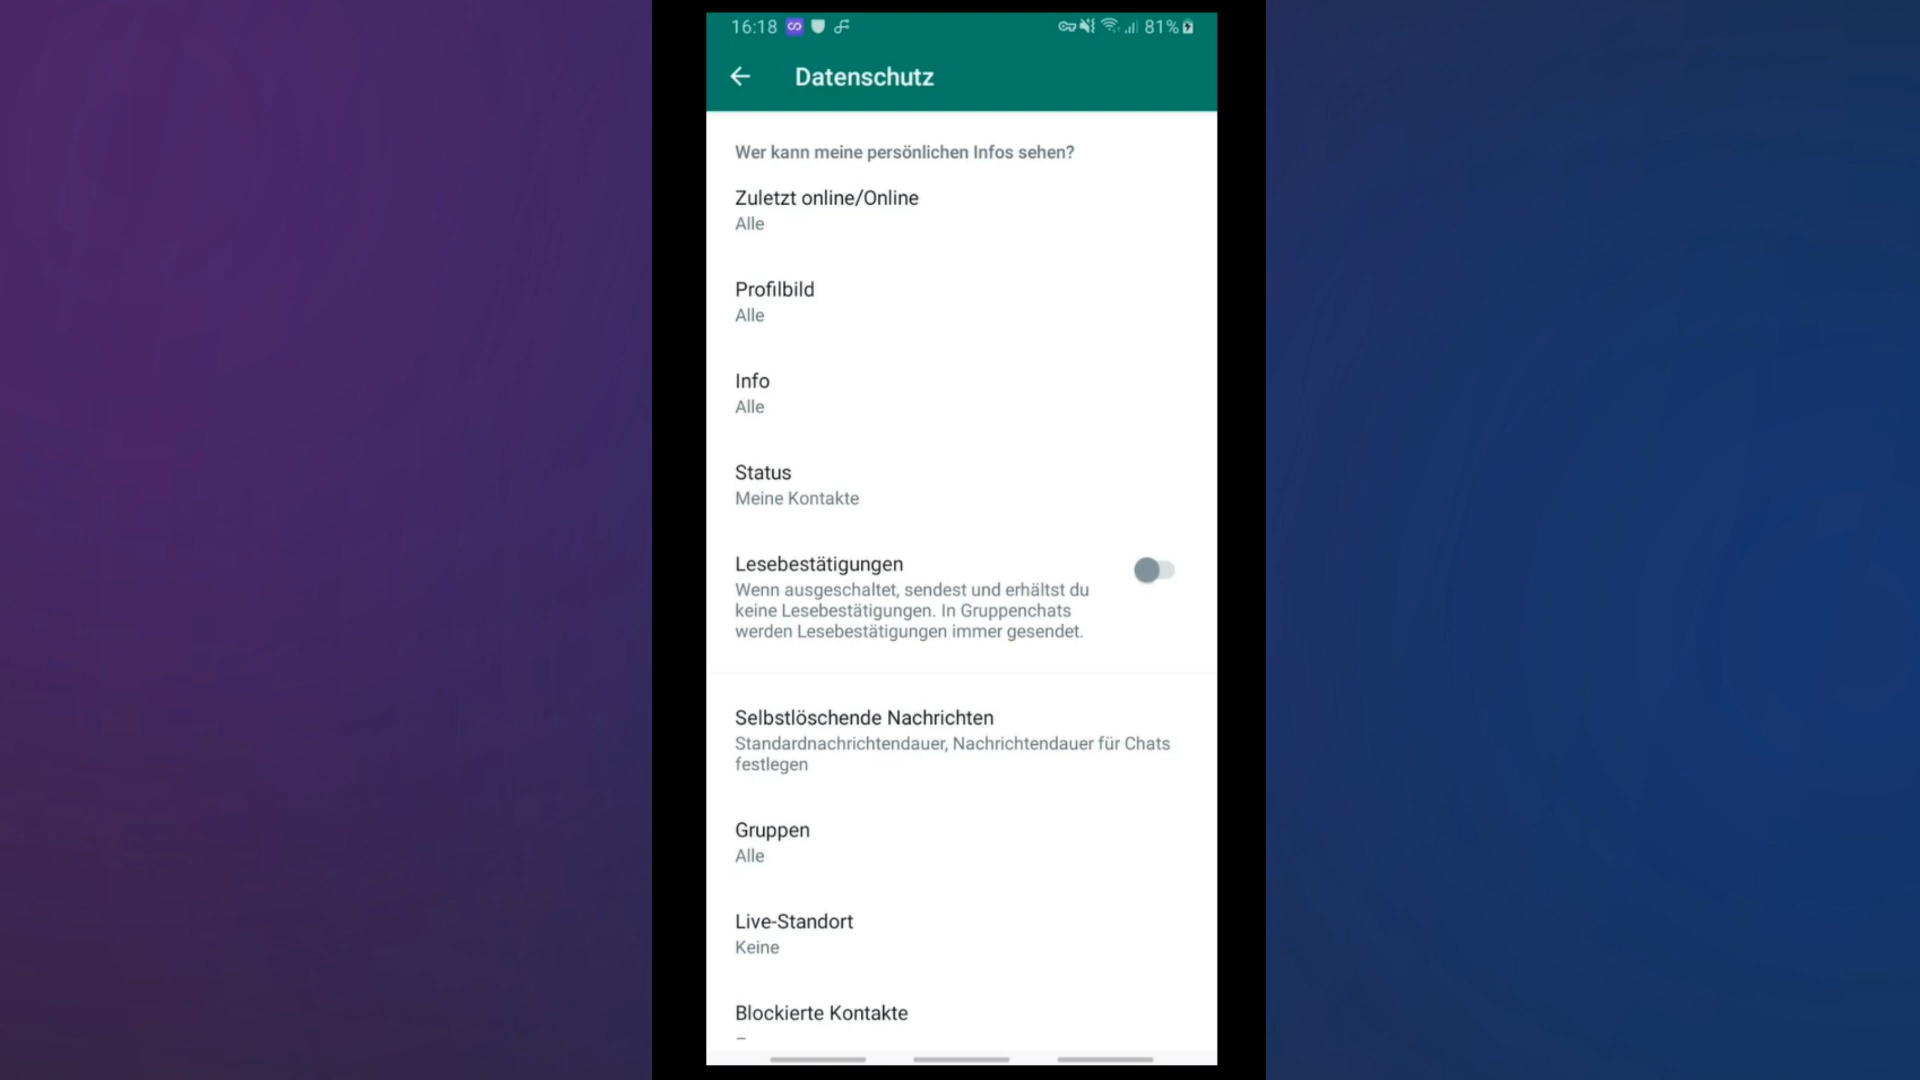 16:18 81%
Datenschutz
Wer kann meine persönlichen Infos sehen?
Zuletzt online/Online
Alle
Profilbild
Alle
Info
Alle
Status
Meine Kontakte
Lesebestätigungen
Wenn ausgeschaltet, sendest und erhältst du
keine Lesebestätigungen. In Gruppenchats
werden Lesebestätigungen immer gesendet.
Selbstlöschende Nachrichten
Standardnachrichtendauer, Nachrichtendauer für Chats
festlegen
Gruppen
Alle
Live-Standort
Keine
Blockierte Kontakte